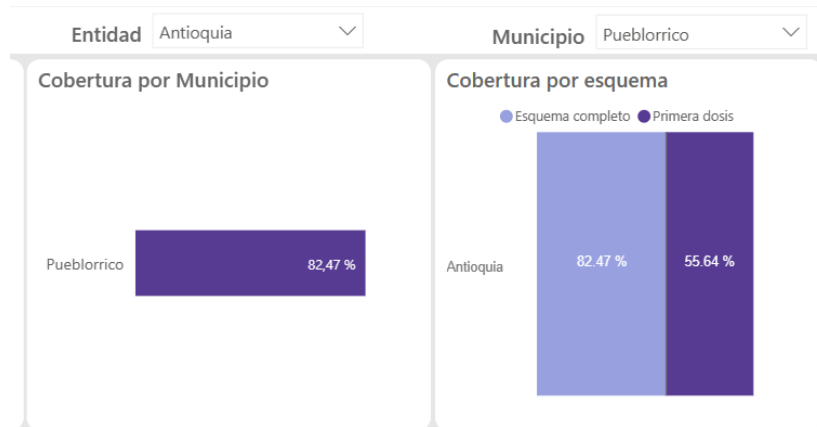 Entidad Antioquia
Municipio Pueblorrico
Cobertura por Municipio
Pueblorrico
82,47 %
Cobertura por esquema
Esquema completo Primera dosis
Antioquia
82.47 %
55.64 %